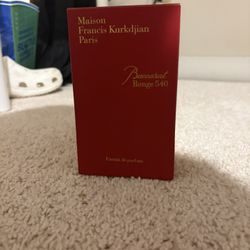 Maison
Francis Kurkdjian
Paris
Baccarat
Rouge 540
Extrait de parfum